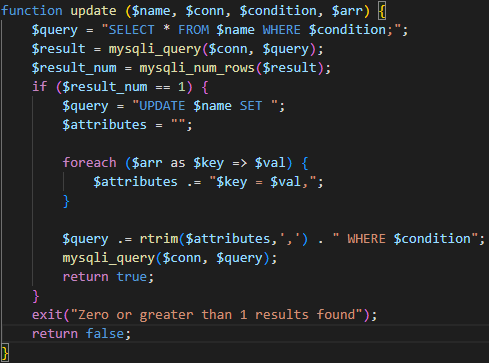 function update ($name, $conn, $condition, $arr) {
    $query = "SELECT * FROM $name WHERE $condition;";
    $result = mysqli_query($conn, $query);
    $result_num = mysqli_num_rows($result);
    if ($result_num == 1) {
        $query = "UPDATE $name SET ";
        $attributes = "";

        foreach ($arr as $key => $val) {
            $attributes .= "$key = $val,";
        }

        $query .= rtrim($attributes,',') . " WHERE $condition";
        mysqli_query($conn, $query);
        return true;
    }
    exit("Zero or greater than 1 results found");
    return false;
}